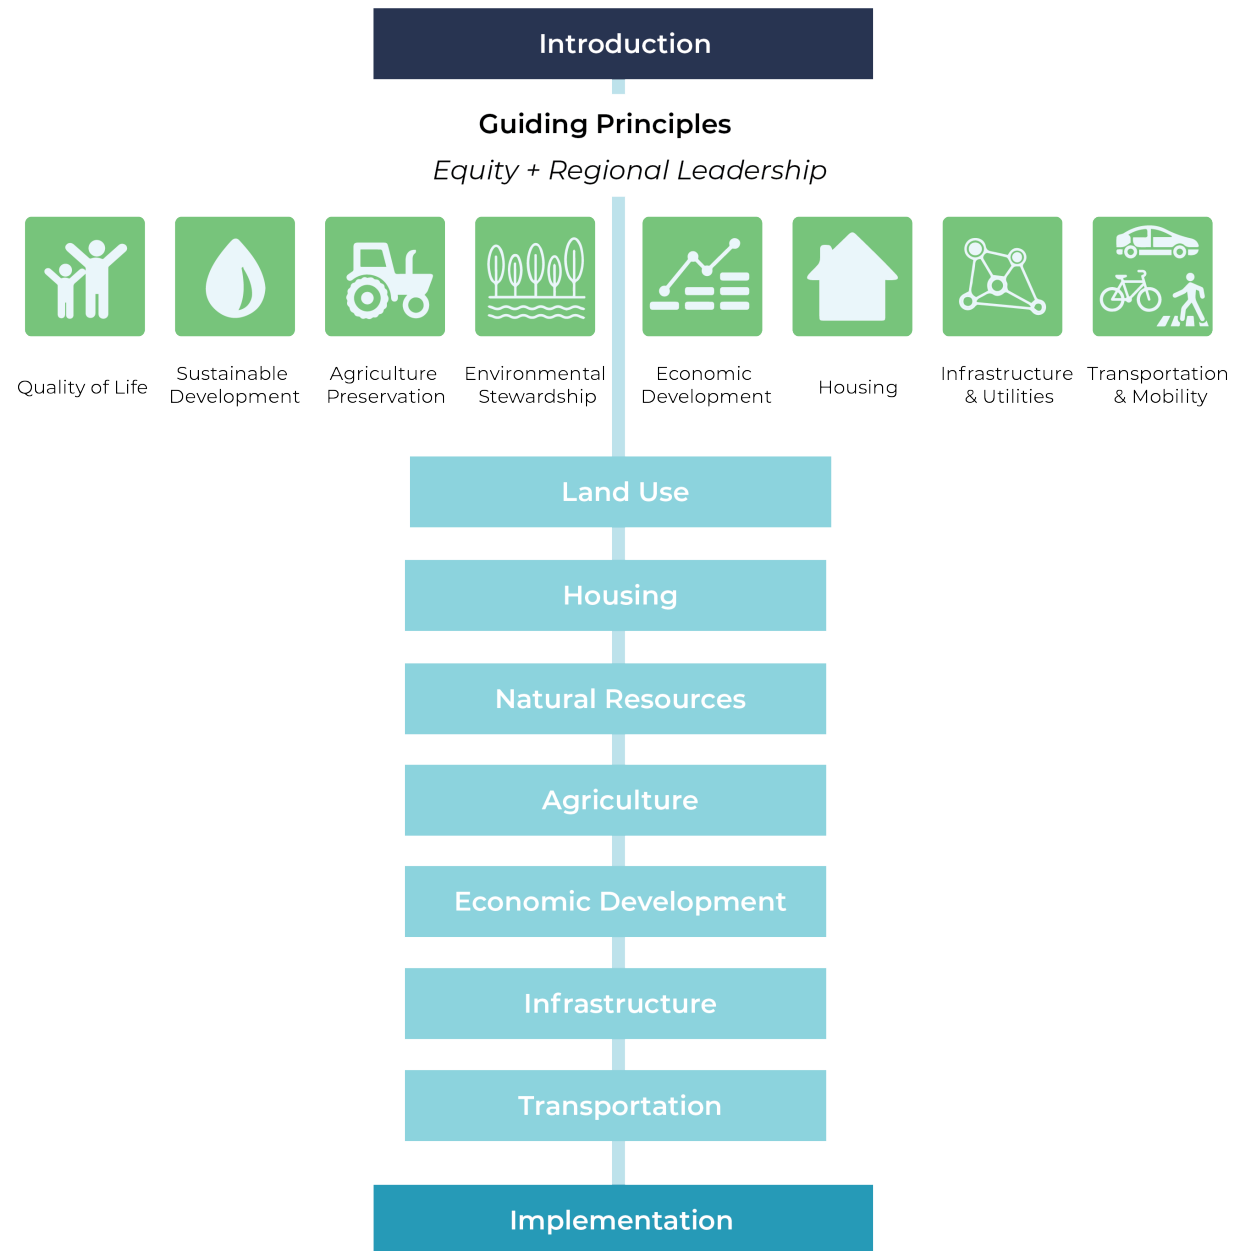 Introduction
Guiding Principles
Equity + Regional Leadership
Quality of Life
Sustainable
Development
Agriculture
Preservation
Environmental
Stewardship
Economic
Development
Housing
Infrastructure
& Utilities
Transportation
& Mobility
Land Use
Housing
Natural Resources
Agriculture
Economic Development
Infrastructure
Transportation
Implementation